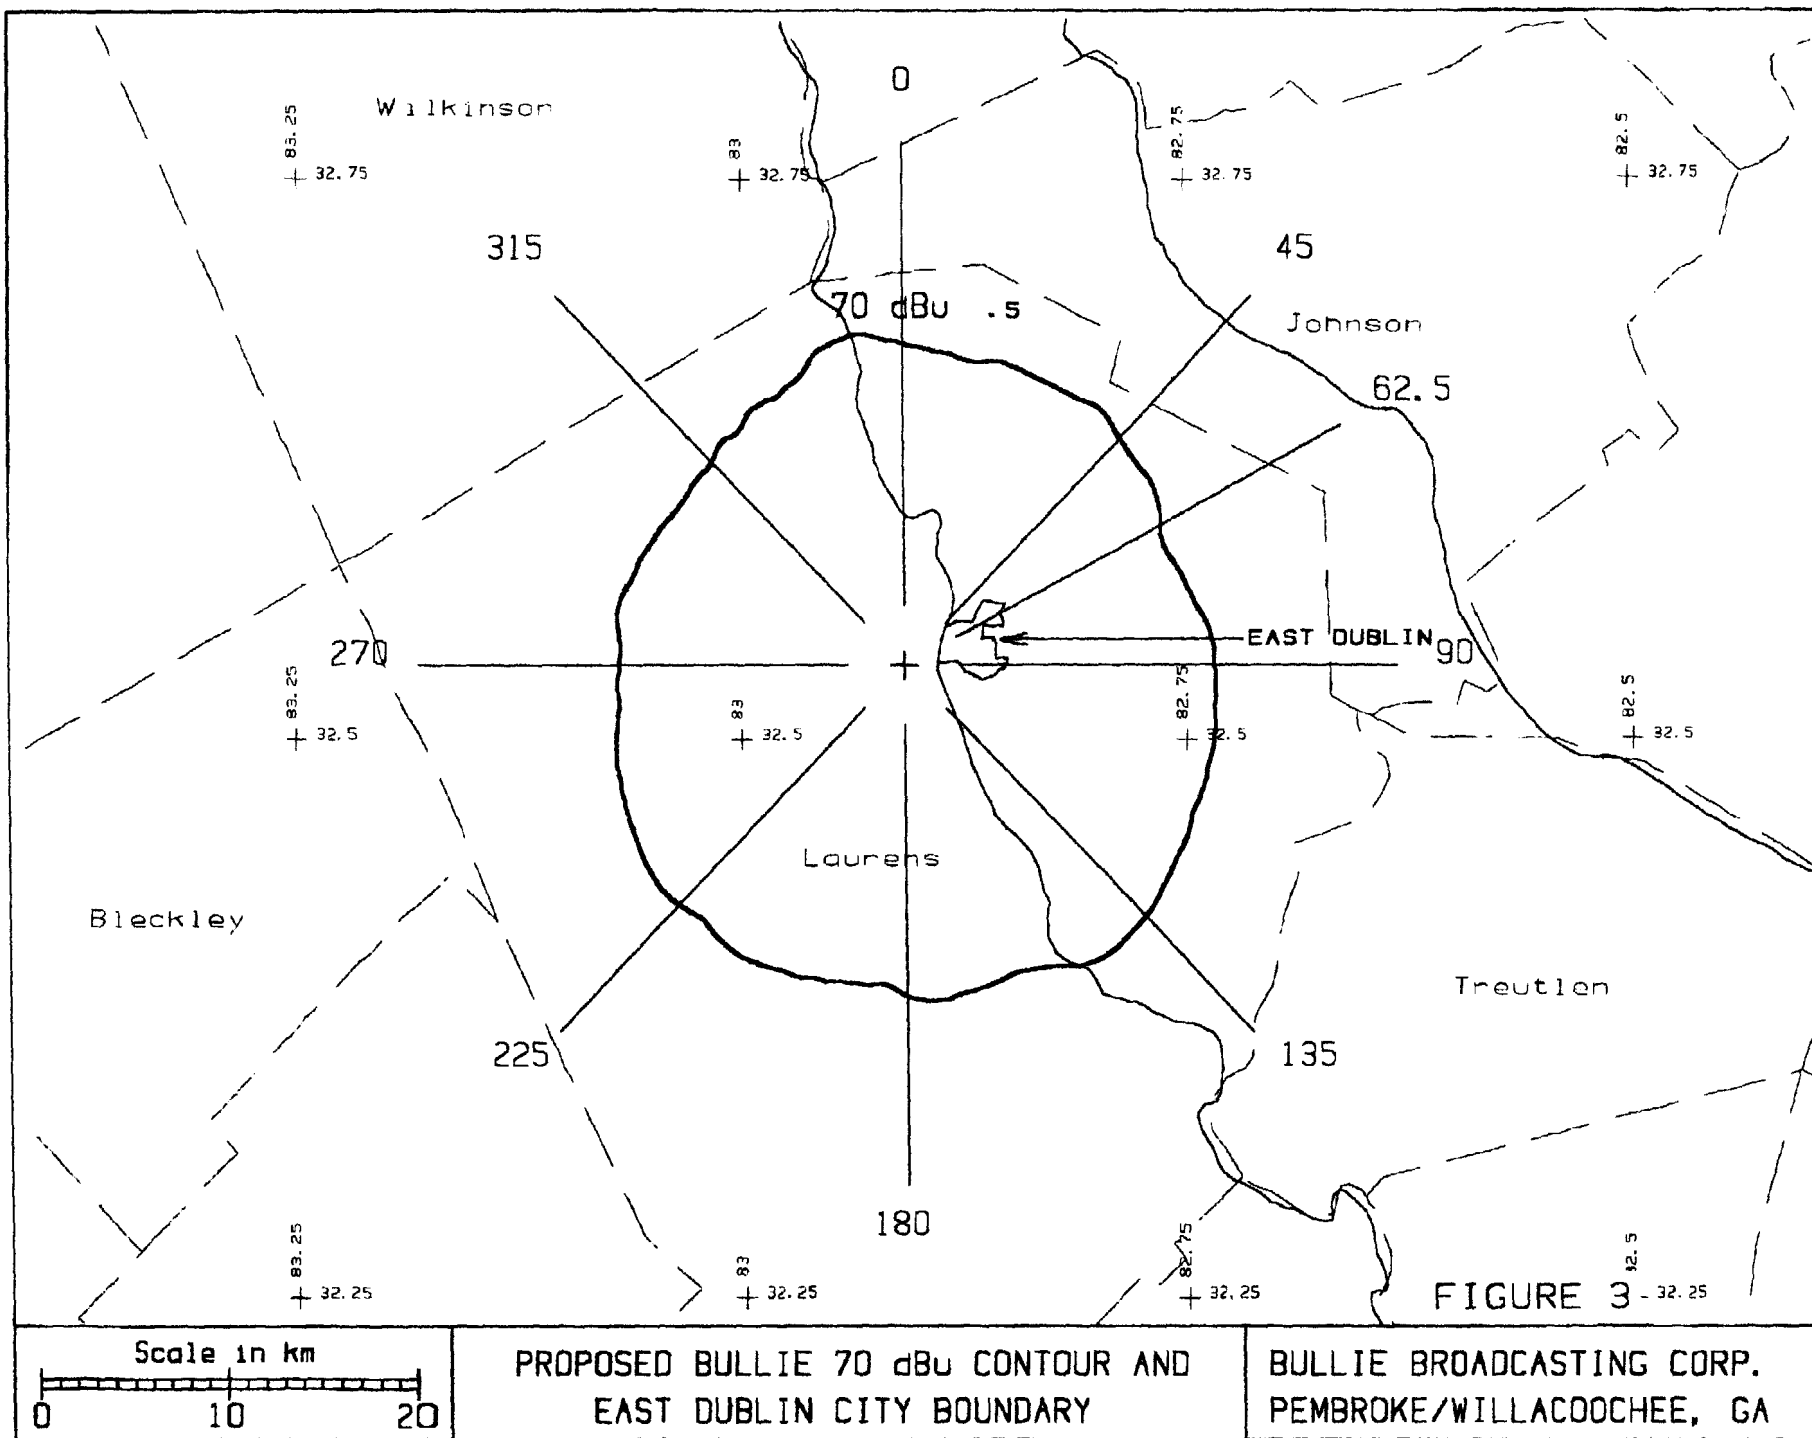 0
Wilkinson
83.25
32.75
83
32.75
82.75
32.75
82.5
32.75
315
45
70 dBu .5
Johnson
62.5
EAST DUBLIN
270
90
83.25
32.5
83
32.5
82.75
32.5
82.5
32.5
Laurens
Bleckley
Treutlen
225
135
180
83.25
32.25
83
32.25
82.75
32.25
82.5
32.25
FIGURE 3
Scale in km
0 10 20
PROPOSED BULLIE 70 dBu CONTOUR AND
EAST DUBLIN CITY BOUNDARY
BULLIE BROADCASTING CORP.
PEMBROKE/WILLACOOCHEE, GA